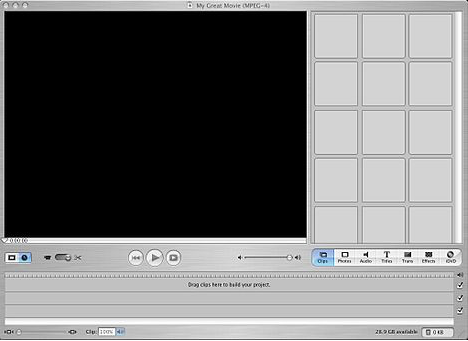 My Great Movie (MPEG-4)
0:00:00
Clips Photos Audio Titles Trans Effects iDVD
Drag clips here to build your project.
Clip: 100% 28.9 GB available 0 KB